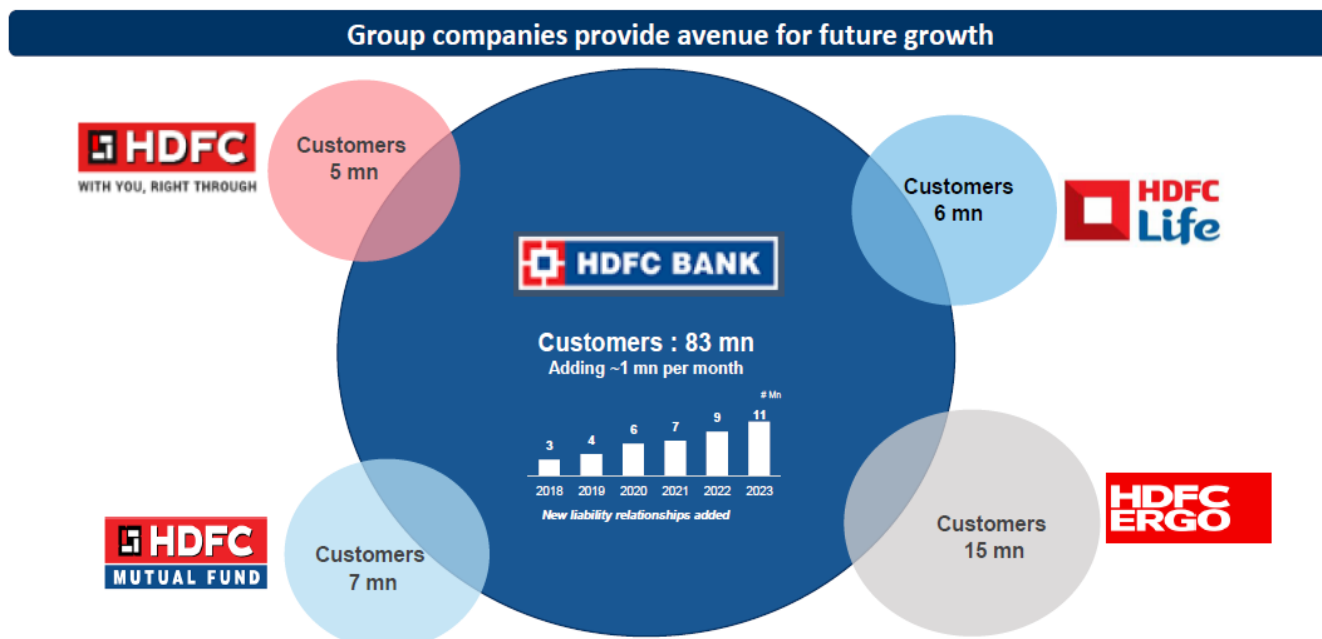 Group companies provide avenue for future growth
HDFC
WITH YOU, RIGHT THROUGH
Customers
5 mn
Customers
6 mn
HDFC
Life
HDFC BANK
Customers : 83 mn
Adding ~1 mn per month
# Mn
3 4 6 7 9 11
2018 2019 2020 2021 2022 2023
New liability relationships added
HDFC
MUTUAL FUND
Customers
7 mn
Customers
15 mn
HDFC
ERGO